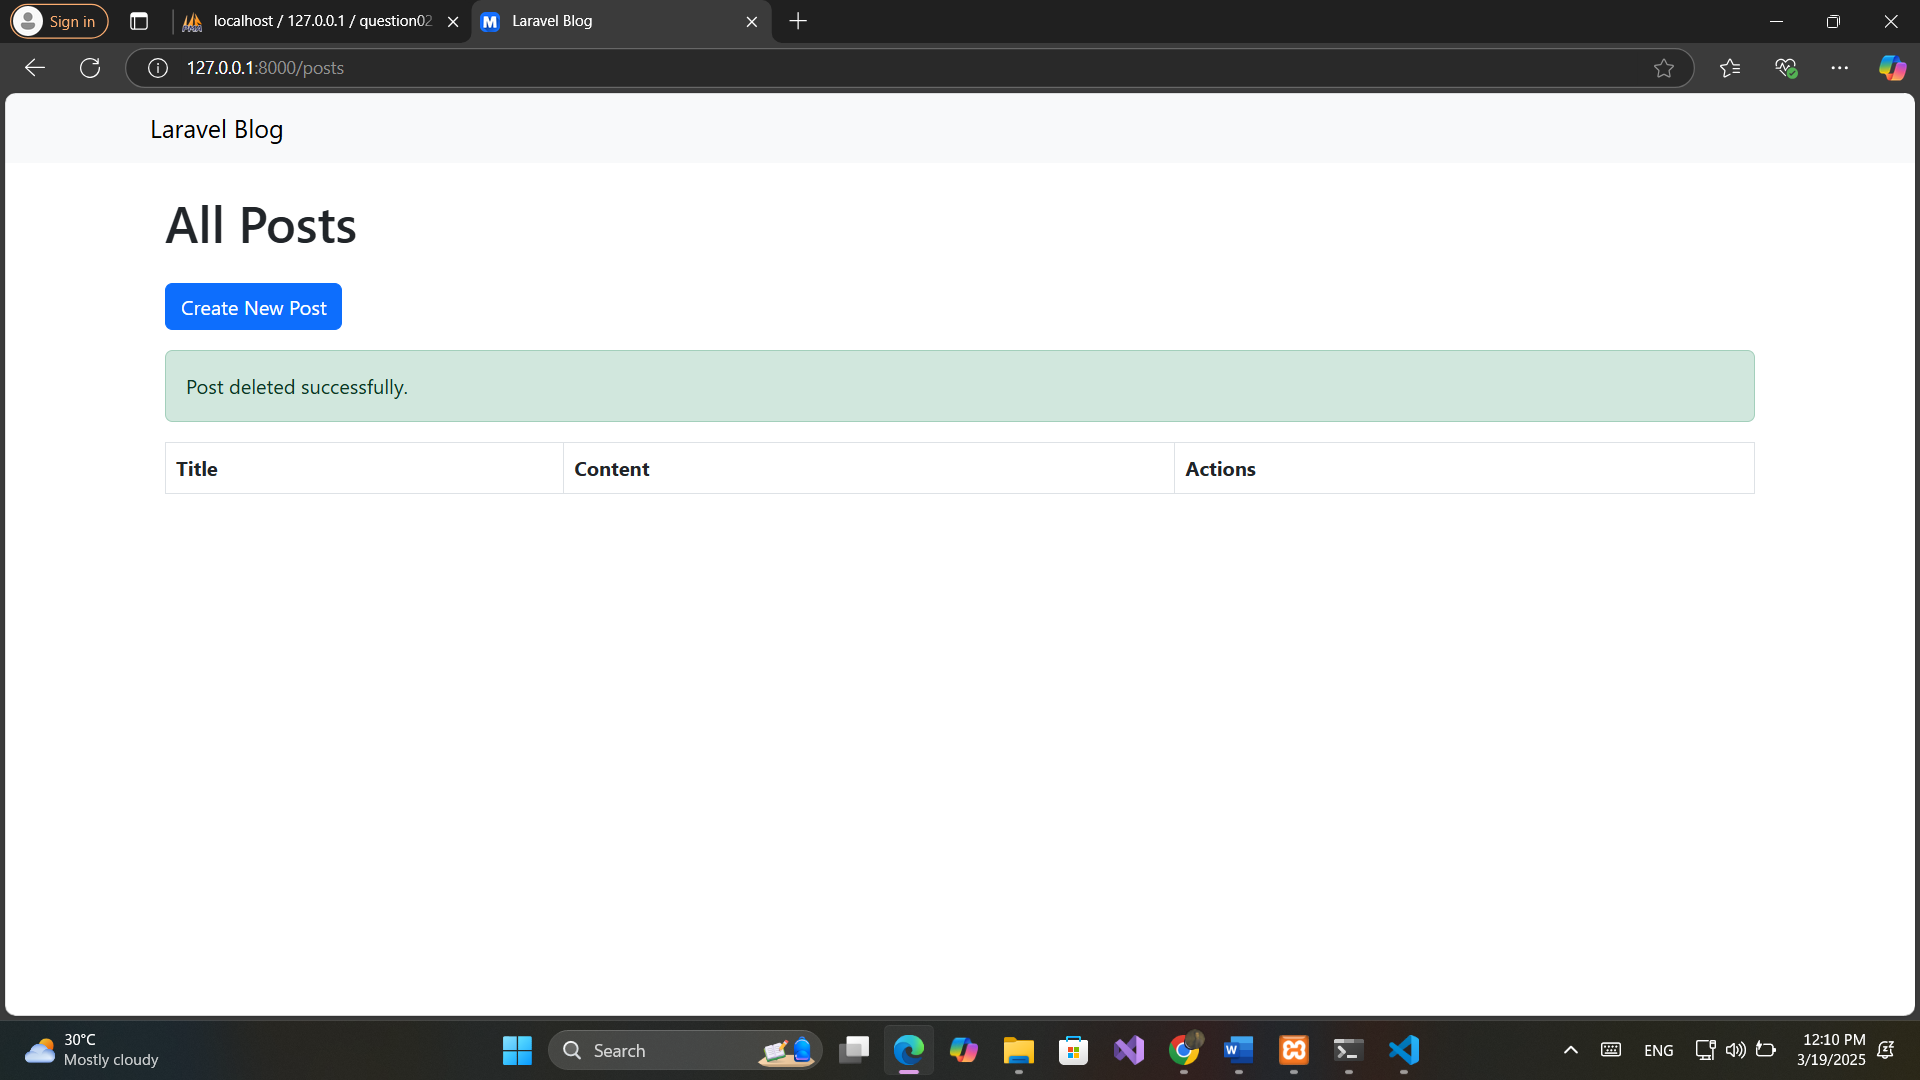 Sign in
localhost / 127.0.0.1 / question02
Laravel Blog
127.0.0.1:8000/posts
Laravel Blog
All Posts
Create New Post
Post deleted successfully.
Title Content Actions
30°C
Mostly cloudy
Search
ENG
12:10 PM
3/19/2025